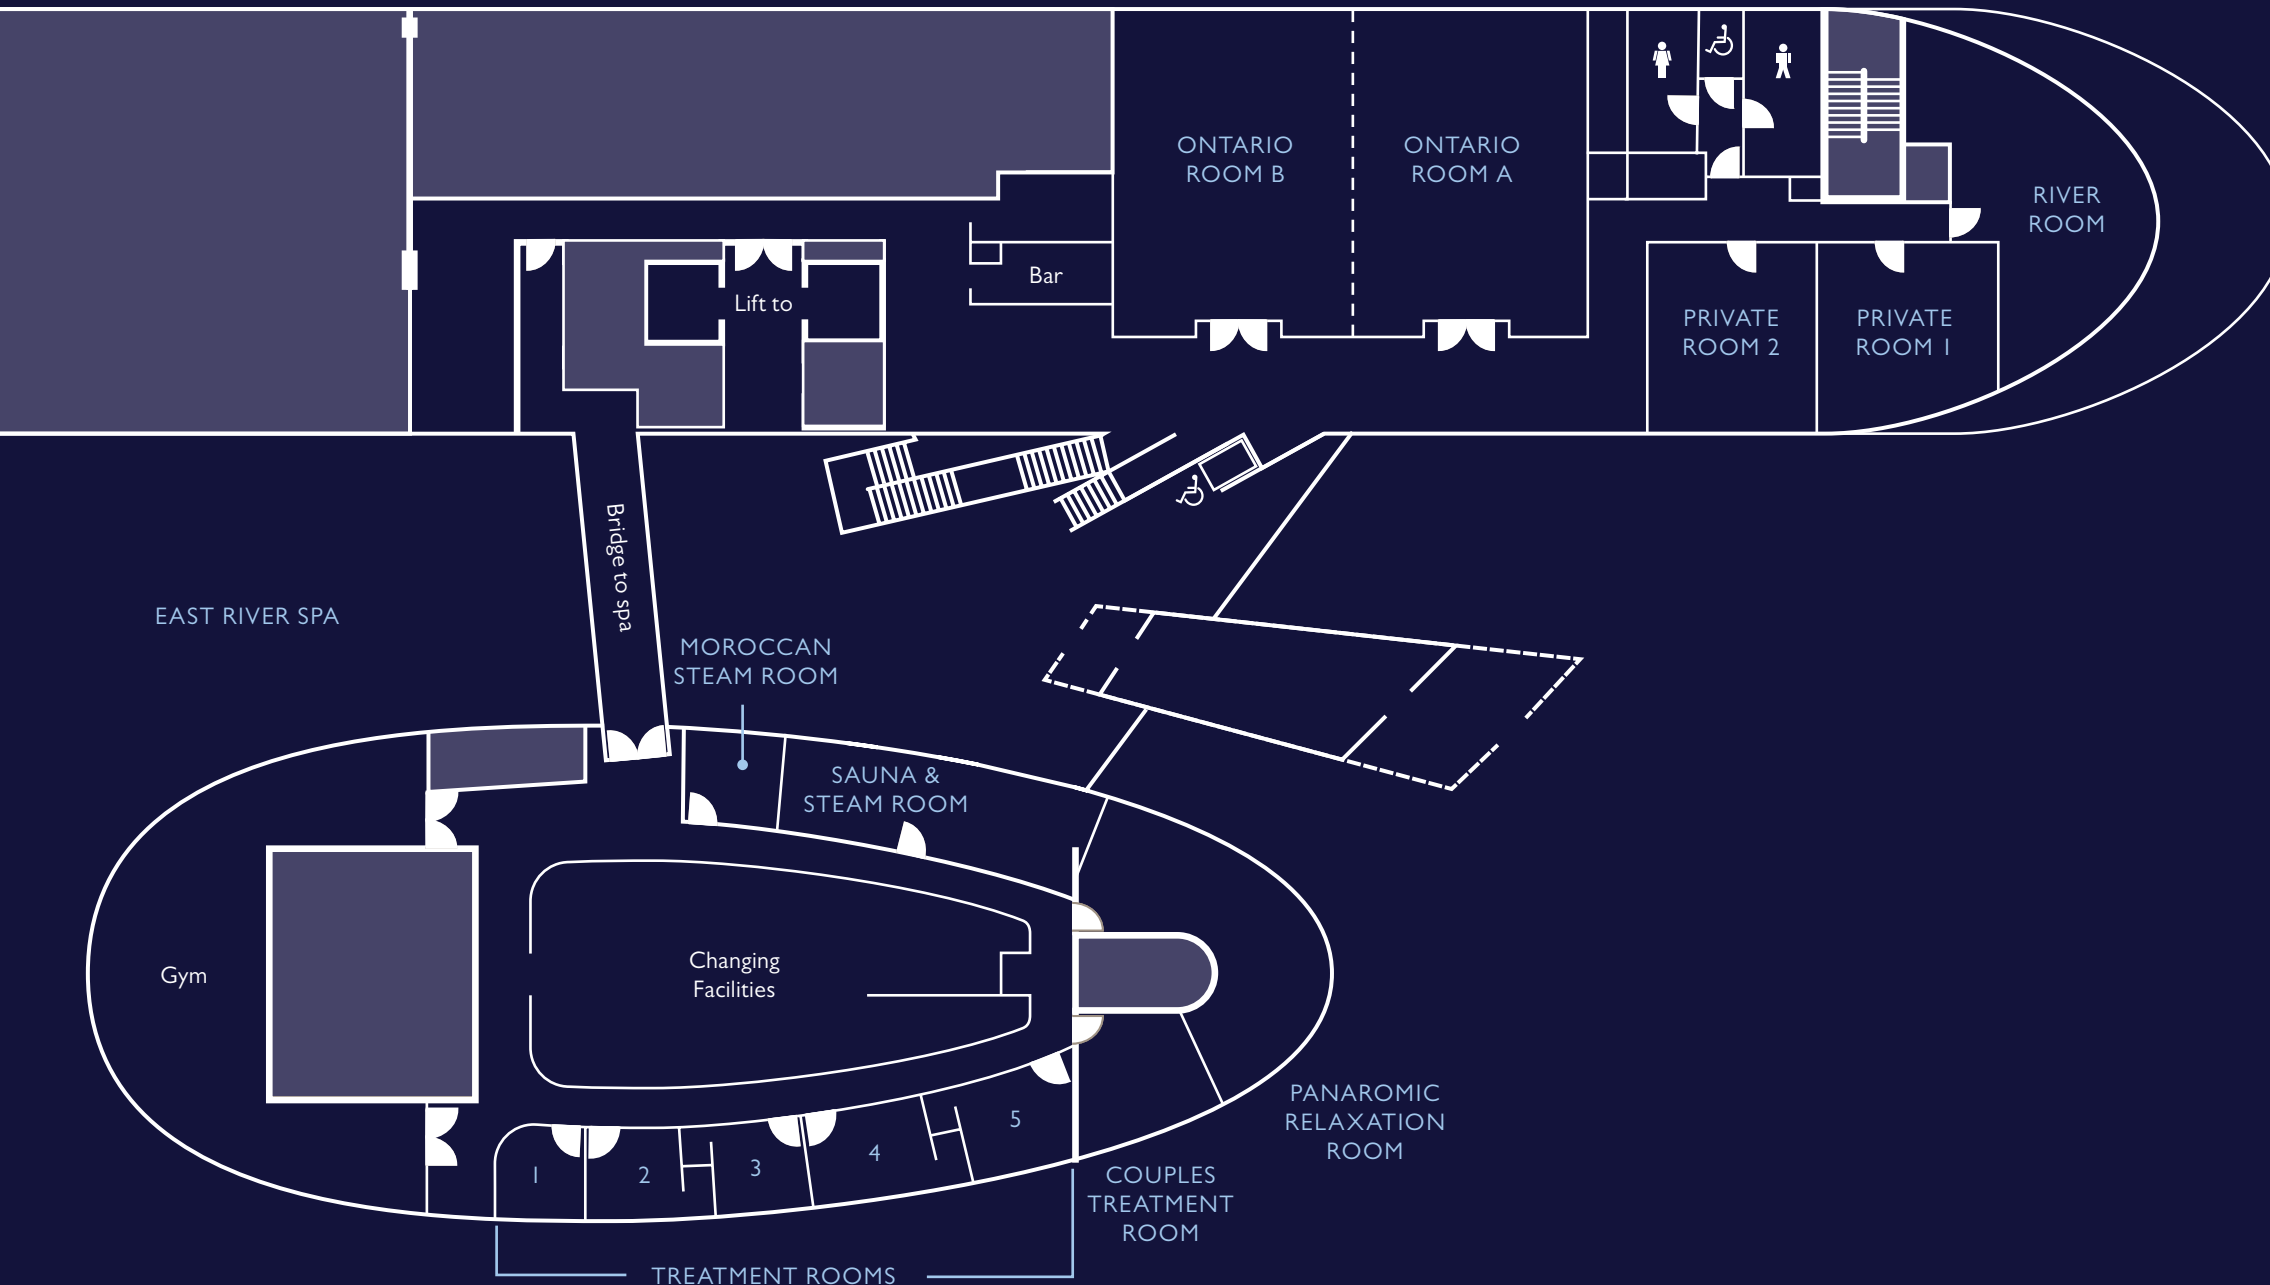 ONTARIO
ROOM B
ONTARIO
ROOM A
RIVER
ROOM
Bar
Lift to
PRIVATE
ROOM 2
PRIVATE
ROOM 1
Bridge to spa
EAST RIVER SPA
MOROCCAN
STEAM ROOM
SAUNA &
STEAM ROOM
Gym
Changing
Facilities
PANAROMIC
RELAXATION
ROOM
1
2
3
4
5
COUPLES
TREATMENT
ROOM
TREATMENT ROOMS